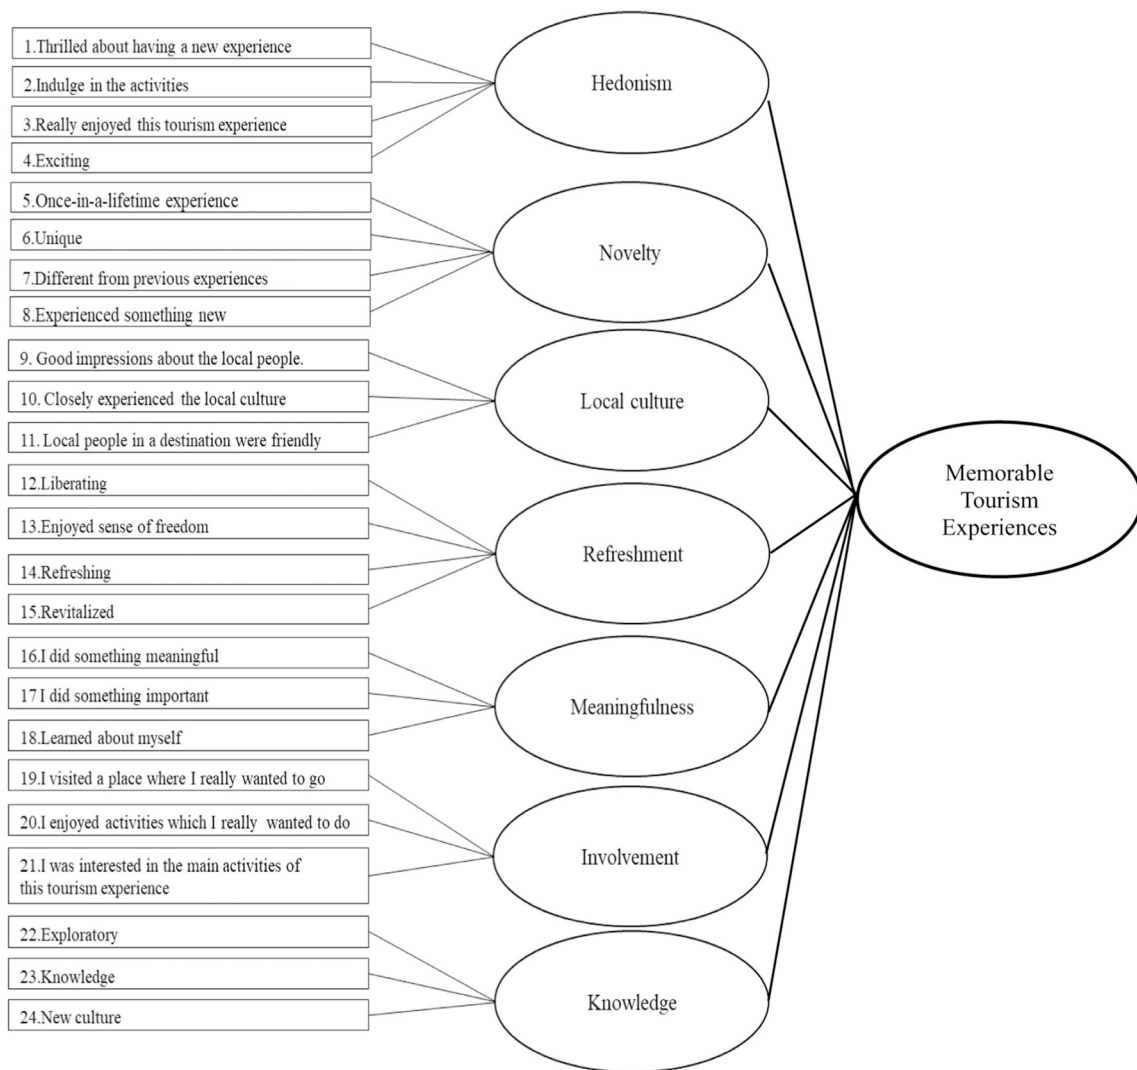 1.Thrilled about having a new experience
2.Indulge in the activities
3.Really enjoyed this tourism experience
4.Exciting
Hedonism
5.Once-in-a-lifetime experience
6.Unique
7.Different from previous experiences
8.Experienced something new
Novelty
9. Good impressions about the local people.
10. Closely experienced the local culture
11. Local people in a destination were friendly
Local culture
12.Liberating
13.Enjoyed sense of freedom
14.Refreshing
15.Revitalized
Refreshment
16.I did something meaningful
17 I did something important
18.Learned about myself
Meaningfulness
19.I visited a place where I really wanted to go
20.I enjoyed activities which I really wanted to do
21.I was interested in the main activities of
this tourism experience
Involvement
22.Exploratory
23.Knowledge
24.New culture
Knowledge
Memorable
Tourism
Experiences